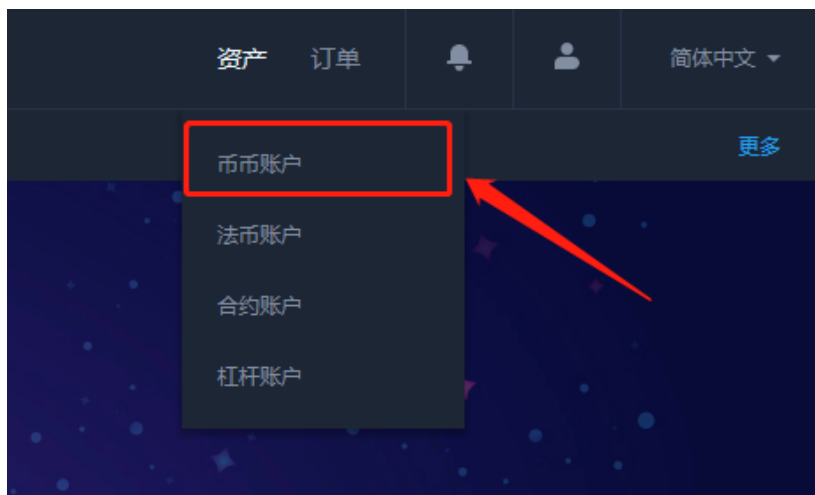 资产 订单 简体中文
更多
币币账户
法币账户
合约账户
杠杆账户